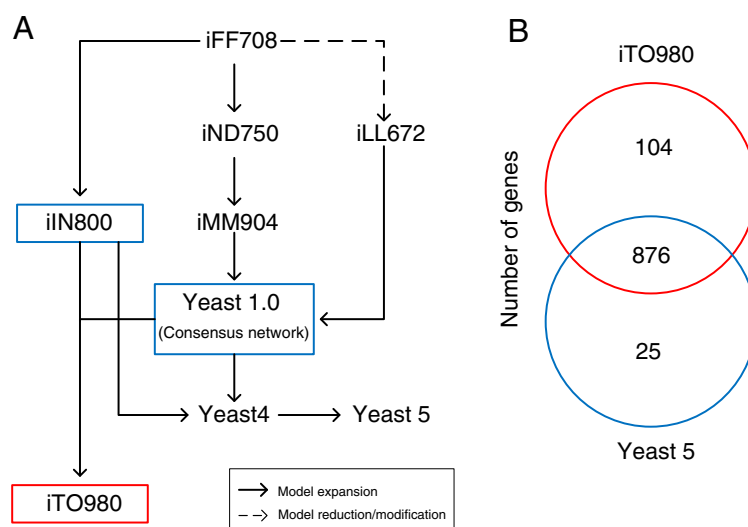 A
iFF708
iND750
iLL672
iIN800
iMM904
Yeast 1.0
(Consensus network)
Yeast4
Yeast 5
iTO980
Model expansion
Model reduction/modification
B
iTO980
Number of genes
104
876
25
Yeast 5